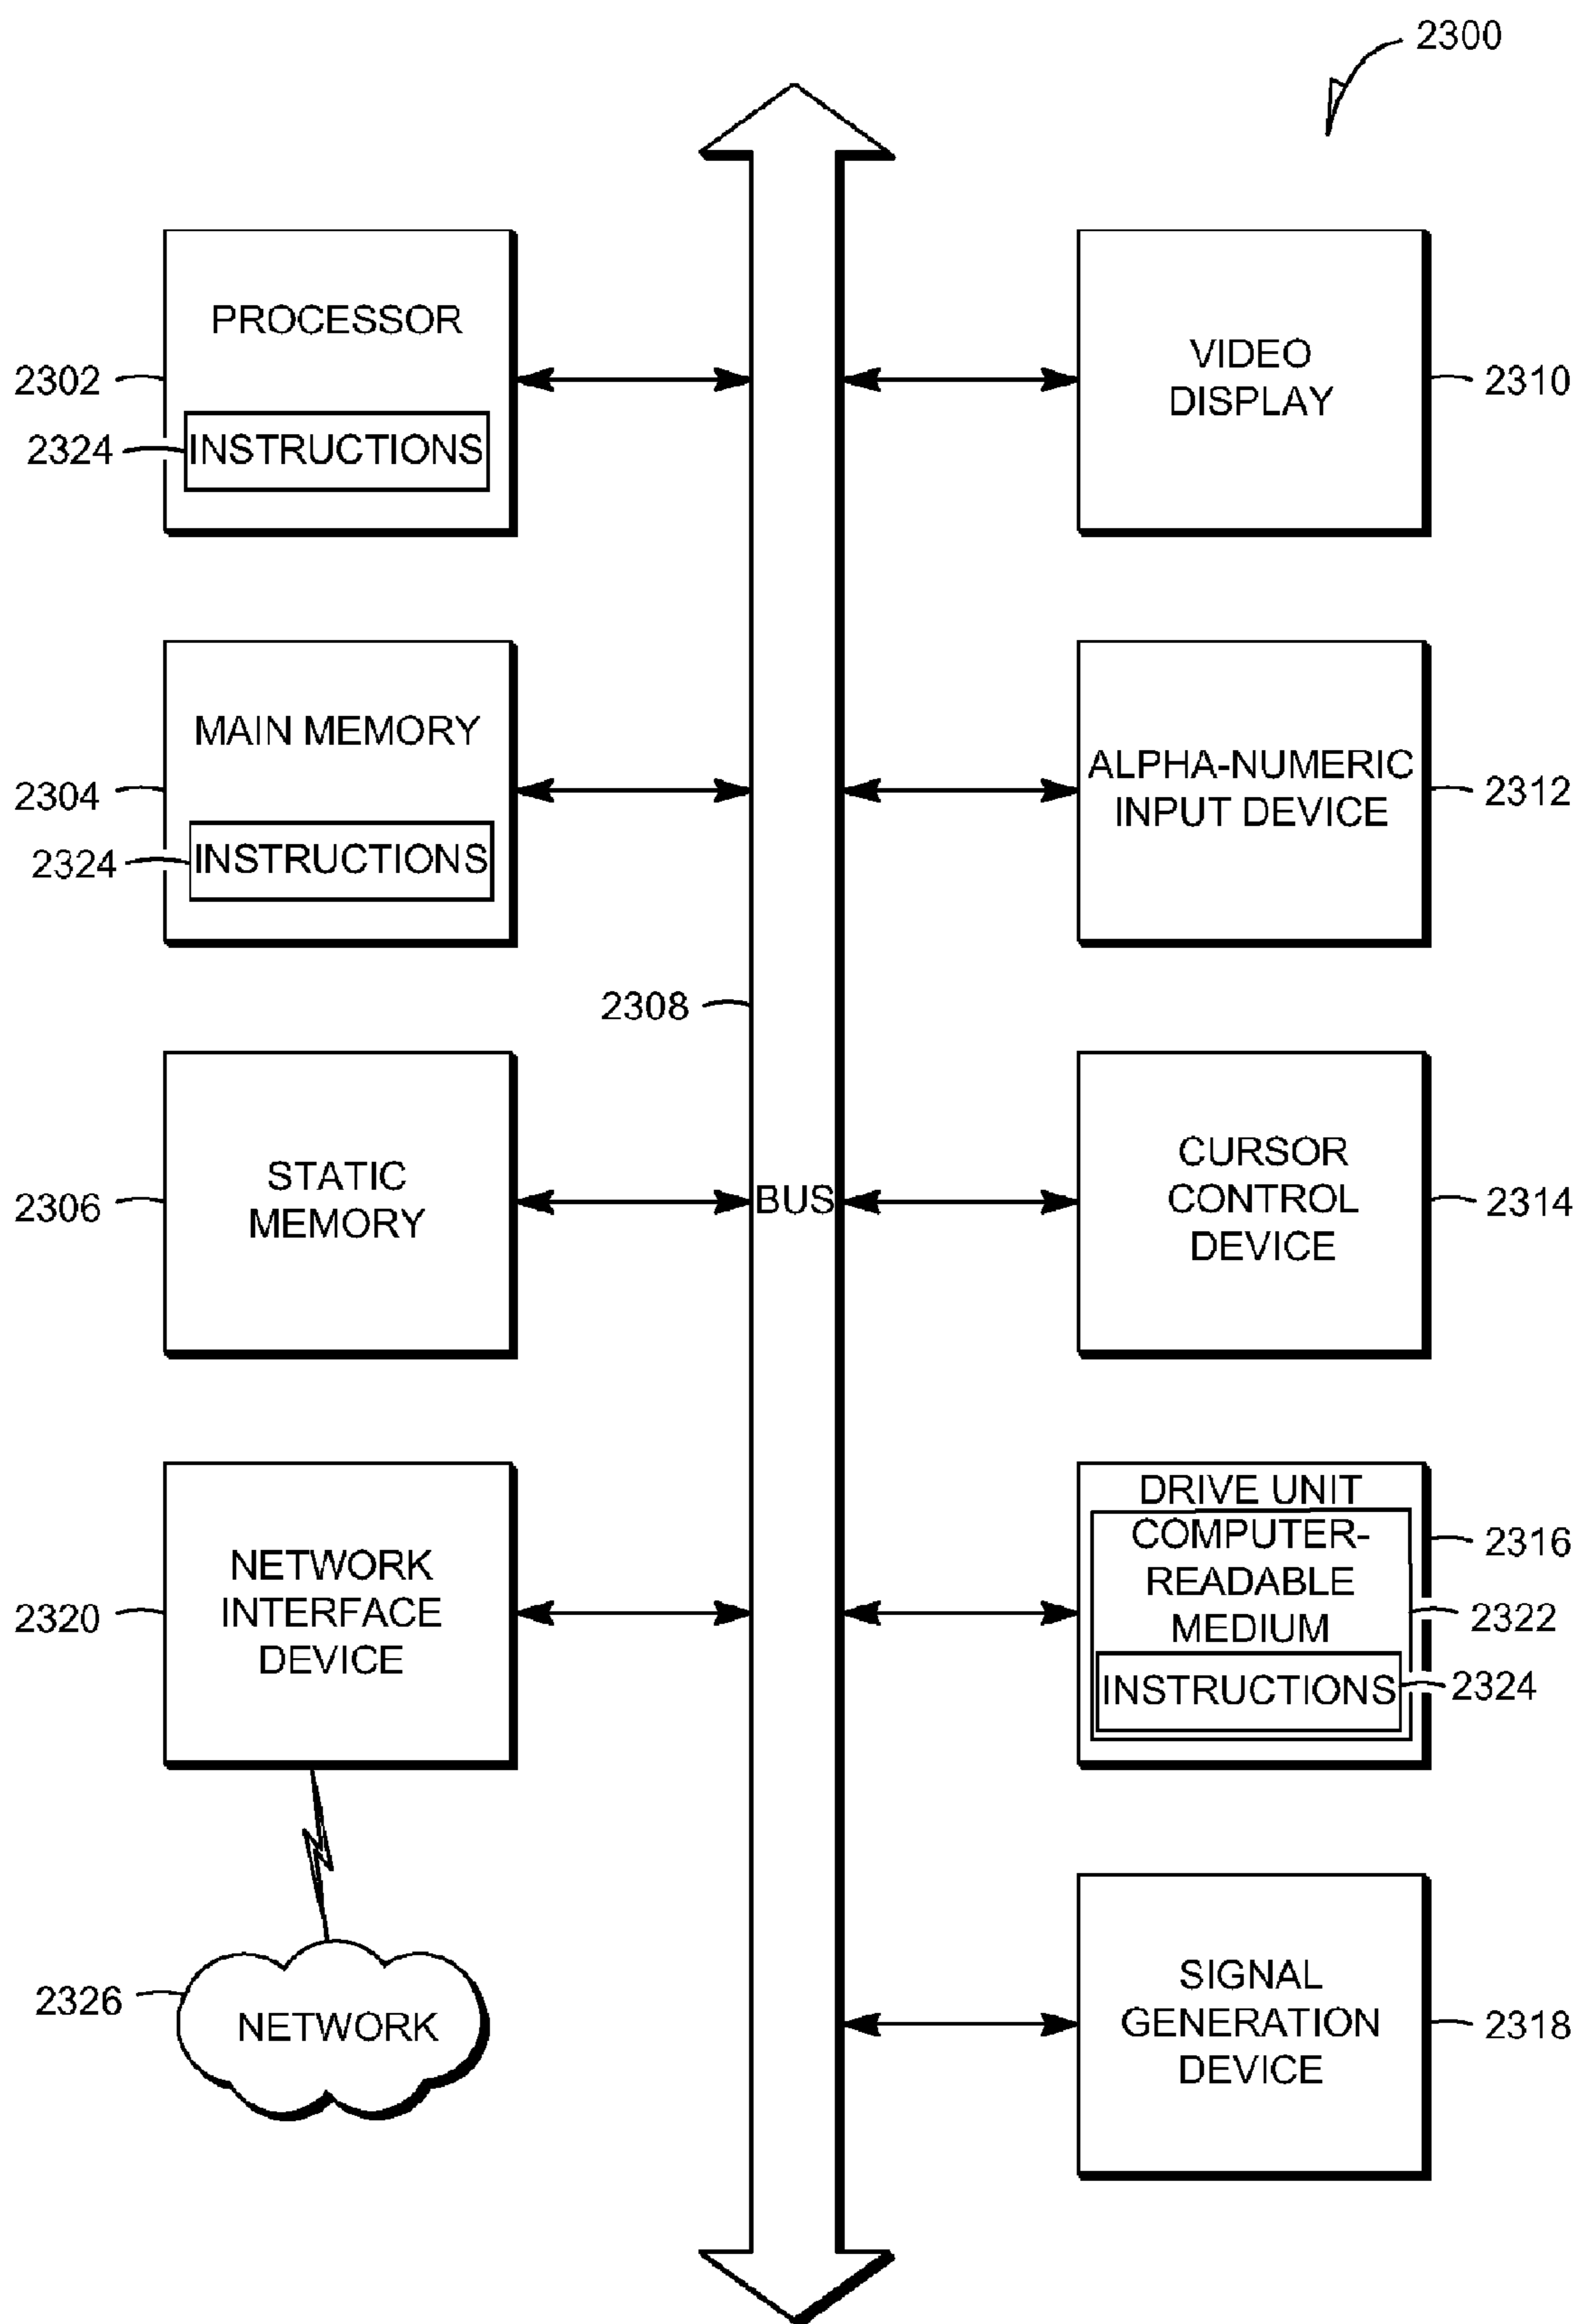 2300
PROCESSOR
2302
2324
INSTRUCTIONS
VIDEO
DISPLAY
2310
MAIN MEMORY
2304
2324
INSTRUCTIONS
ALPHA-NUMERIC
INPUT DEVICE
2312
2308
STATIC
MEMORY
2306
BUS
CURSOR
CONTROL
DEVICE
2314
NETWORK
INTERFACE
DEVICE
2320
DRIVE UNIT
2316
COMPUTER-
READABLE
MEDIUM
2322
INSTRUCTIONS
2324
2326
NETWORK
SIGNAL
GENERATION
DEVICE
2318